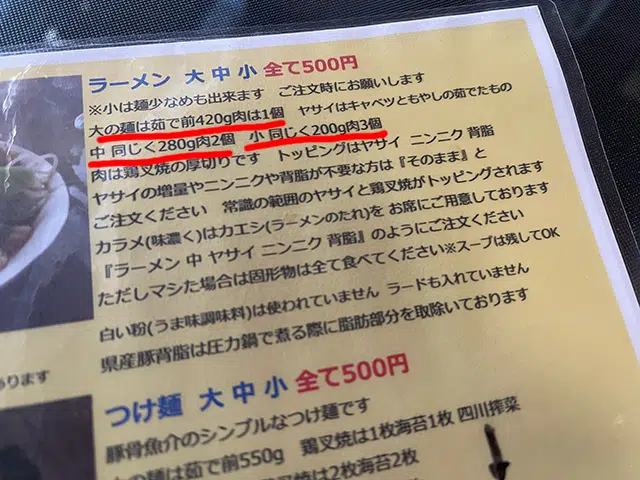 ラーメン 大 中 小 全て500円
※小は麺少なめも出来ます ご注文時にお願いします
大の麺は茹で前420g肉は1個 ヤサイはキャベツともやしの茹でたもの
中 同じく280g肉2個 小 同じく200g肉3個
肉は鶏叉焼の厚切りです トッピングはヤサイ ニンニク 背脂
ヤサイの増量やニンニクや背脂が不要な方は『そのまま』と
ご注文ください 常識の範囲のヤサイと鶏叉焼がトッピングされます
カラメ(味濃く)はカエシ(ラーメンのたれ)を お席にご用意しております
『ラーメン 中 ヤサイ ニンニク 背脂』のようにご注文ください
ただしマシた場合は固形物は全て食べてください※スープは残してOK
白い粉(うま味調味料)は使われていません ラードも入れていません
県産豚背脂は圧力鍋で煮る際に脂肪部分を取除いております
ります
つけ麺 大 中 小 全て500円
豚骨魚介のシンプルなつけ麺です
大の麺は茹で前550g 鶏叉焼は1枚海苔1枚 四川搾菜
焼は2枚海苔2枚